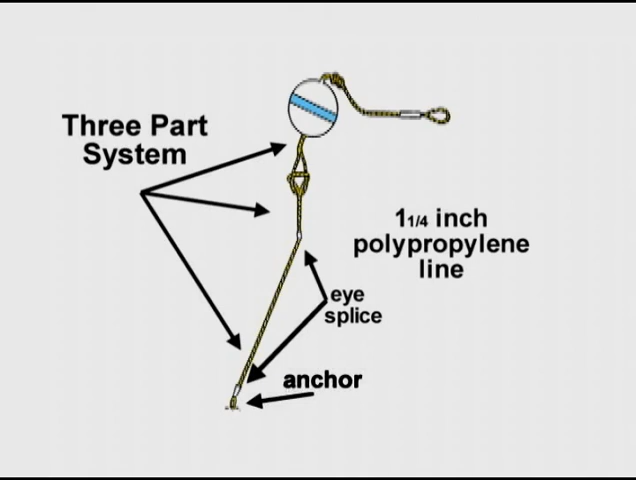 Three Part
System
1 1/4 inch
polypropylene
line
eye
splice
anchor